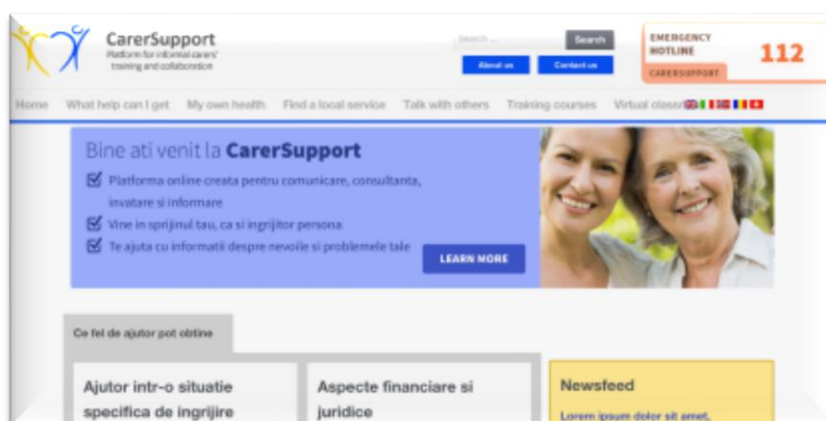 CarerSupport
Platform for informal carers'
training and collaboration
Search ...
Search
About us
Contact us
EMERGENCY
HOTLINE
112
CARERSUPPORT
Home What help can I get My own health Find a local service Talk with others Training courses Virtual
Bine ati venit la CarerSupport
Platforma online creata pentru comunicare, consultanta,
invatare si informare
Vine in sprijinul tau, ca si ingrijitor persona
Te ajuta cu informatii despre nevoile si problemele tale
LEARN MORE
Ce fel de ajutor pot obtine
Ajutor intr-o situatie
specifica de ingrijire
Aspecte financiare si
juridice
Newsfeed
Lorem ipsum dolor sit amet,